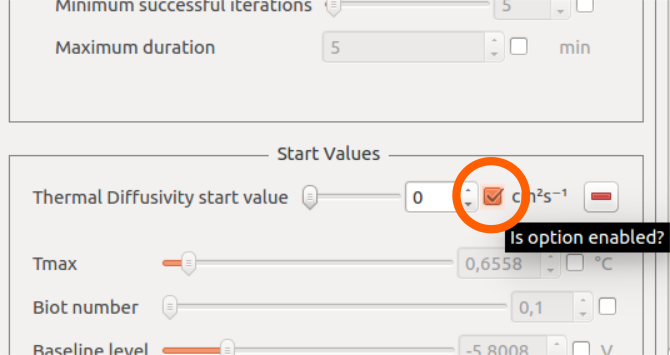 Minimum successful iterations 5
Maximum duration 5 min
Start Values
Thermal Diffusivity start value 0 cm²s⁻¹
Is option enabled?
Tmax 0,6558 °C
Biot number 0,1
Baseline level -5,8008 V